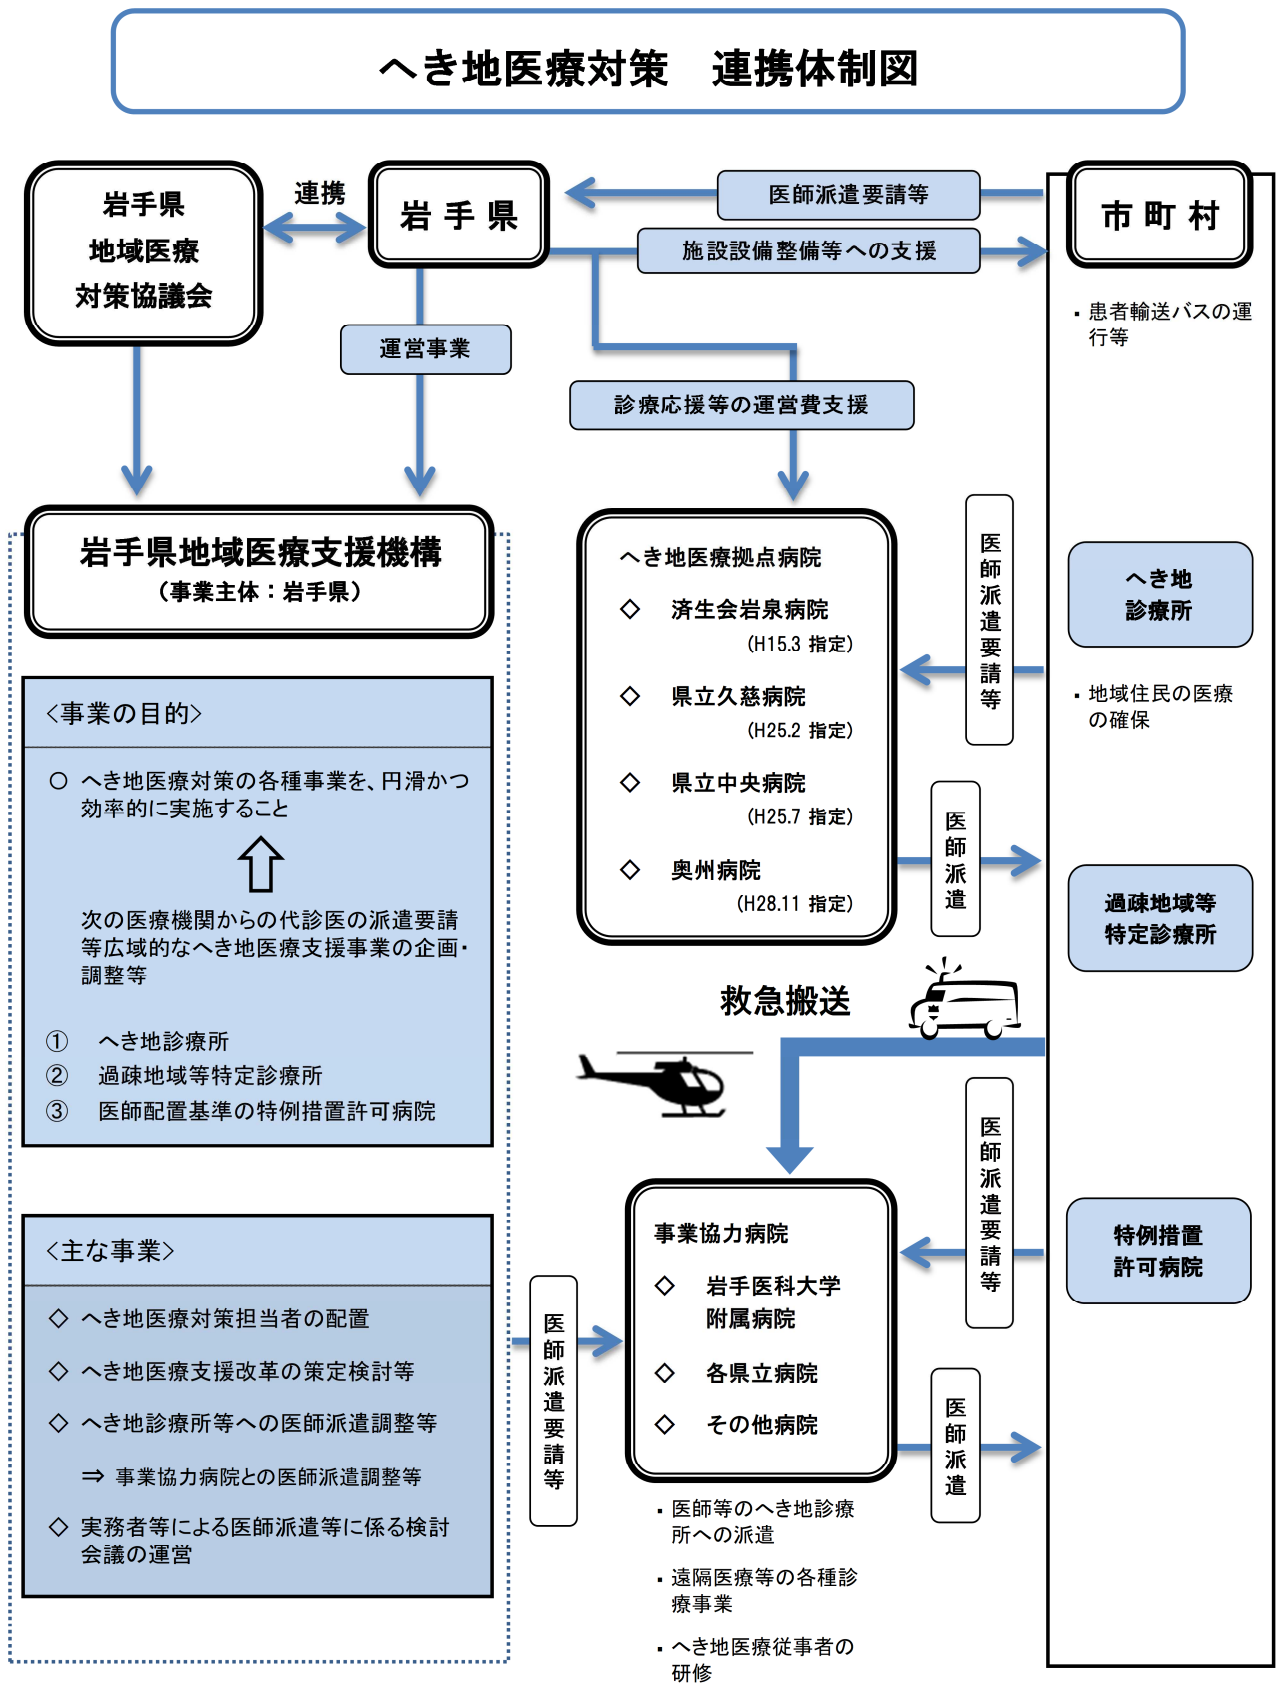 へき地医療対策　連携体制図
岩手県
地域医療
対策協議会
連携
岩 手 県
医師派遣要請等
施設設備整備等への支援
市 町 村
・患者輸送バスの運
行等
運営事業
診療応援等の運営費支援
岩手県地域医療支援機構
（事業主体：岩手県）
<事業の目的>
○ へき地医療対策の各種事業を、円滑かつ
効率的に実施すること
次の医療機関からの代診医の派遣要請
等広域的なへき地医療支援事業の企画・
調整等
① へき地診療所
② 過疎地域等特定診療所
③ 医師配置基準の特例措置許可病院
<主な事業>
◇ へき地医療対策担当者の配置
◇ へき地医療支援改革の策定検討等
◇ へき地診療所等への医師派遣調整等
⇒ 事業協力病院との医師派遣調整等
◇ 実務者等による医師派遣等に係る検討
会議の運営
へき地医療拠点病院
◇ 済生会岩泉病院
（H15.3 指定）
◇ 県立久慈病院
（H25.2 指定）
◇ 県立中央病院
（H25.7 指定）
◇ 奥州病院
（H28.11 指定）
医師派遣要請等
医師派遣
へき地
診療所
・地域住民の医療
の確保
過疎地域等
特定診療所
救急搬送
医師派遣要請等
事業協力病院
◇ 岩手医科大学
附属病院
◇ 各県立病院
◇ その他病院
医師派遣要請等
医師派遣
特例措置
許可病院
・医師等のへき地診療
所への派遣
・遠隔医療等の各種診
療事業
・へき地医療従事者の
研修